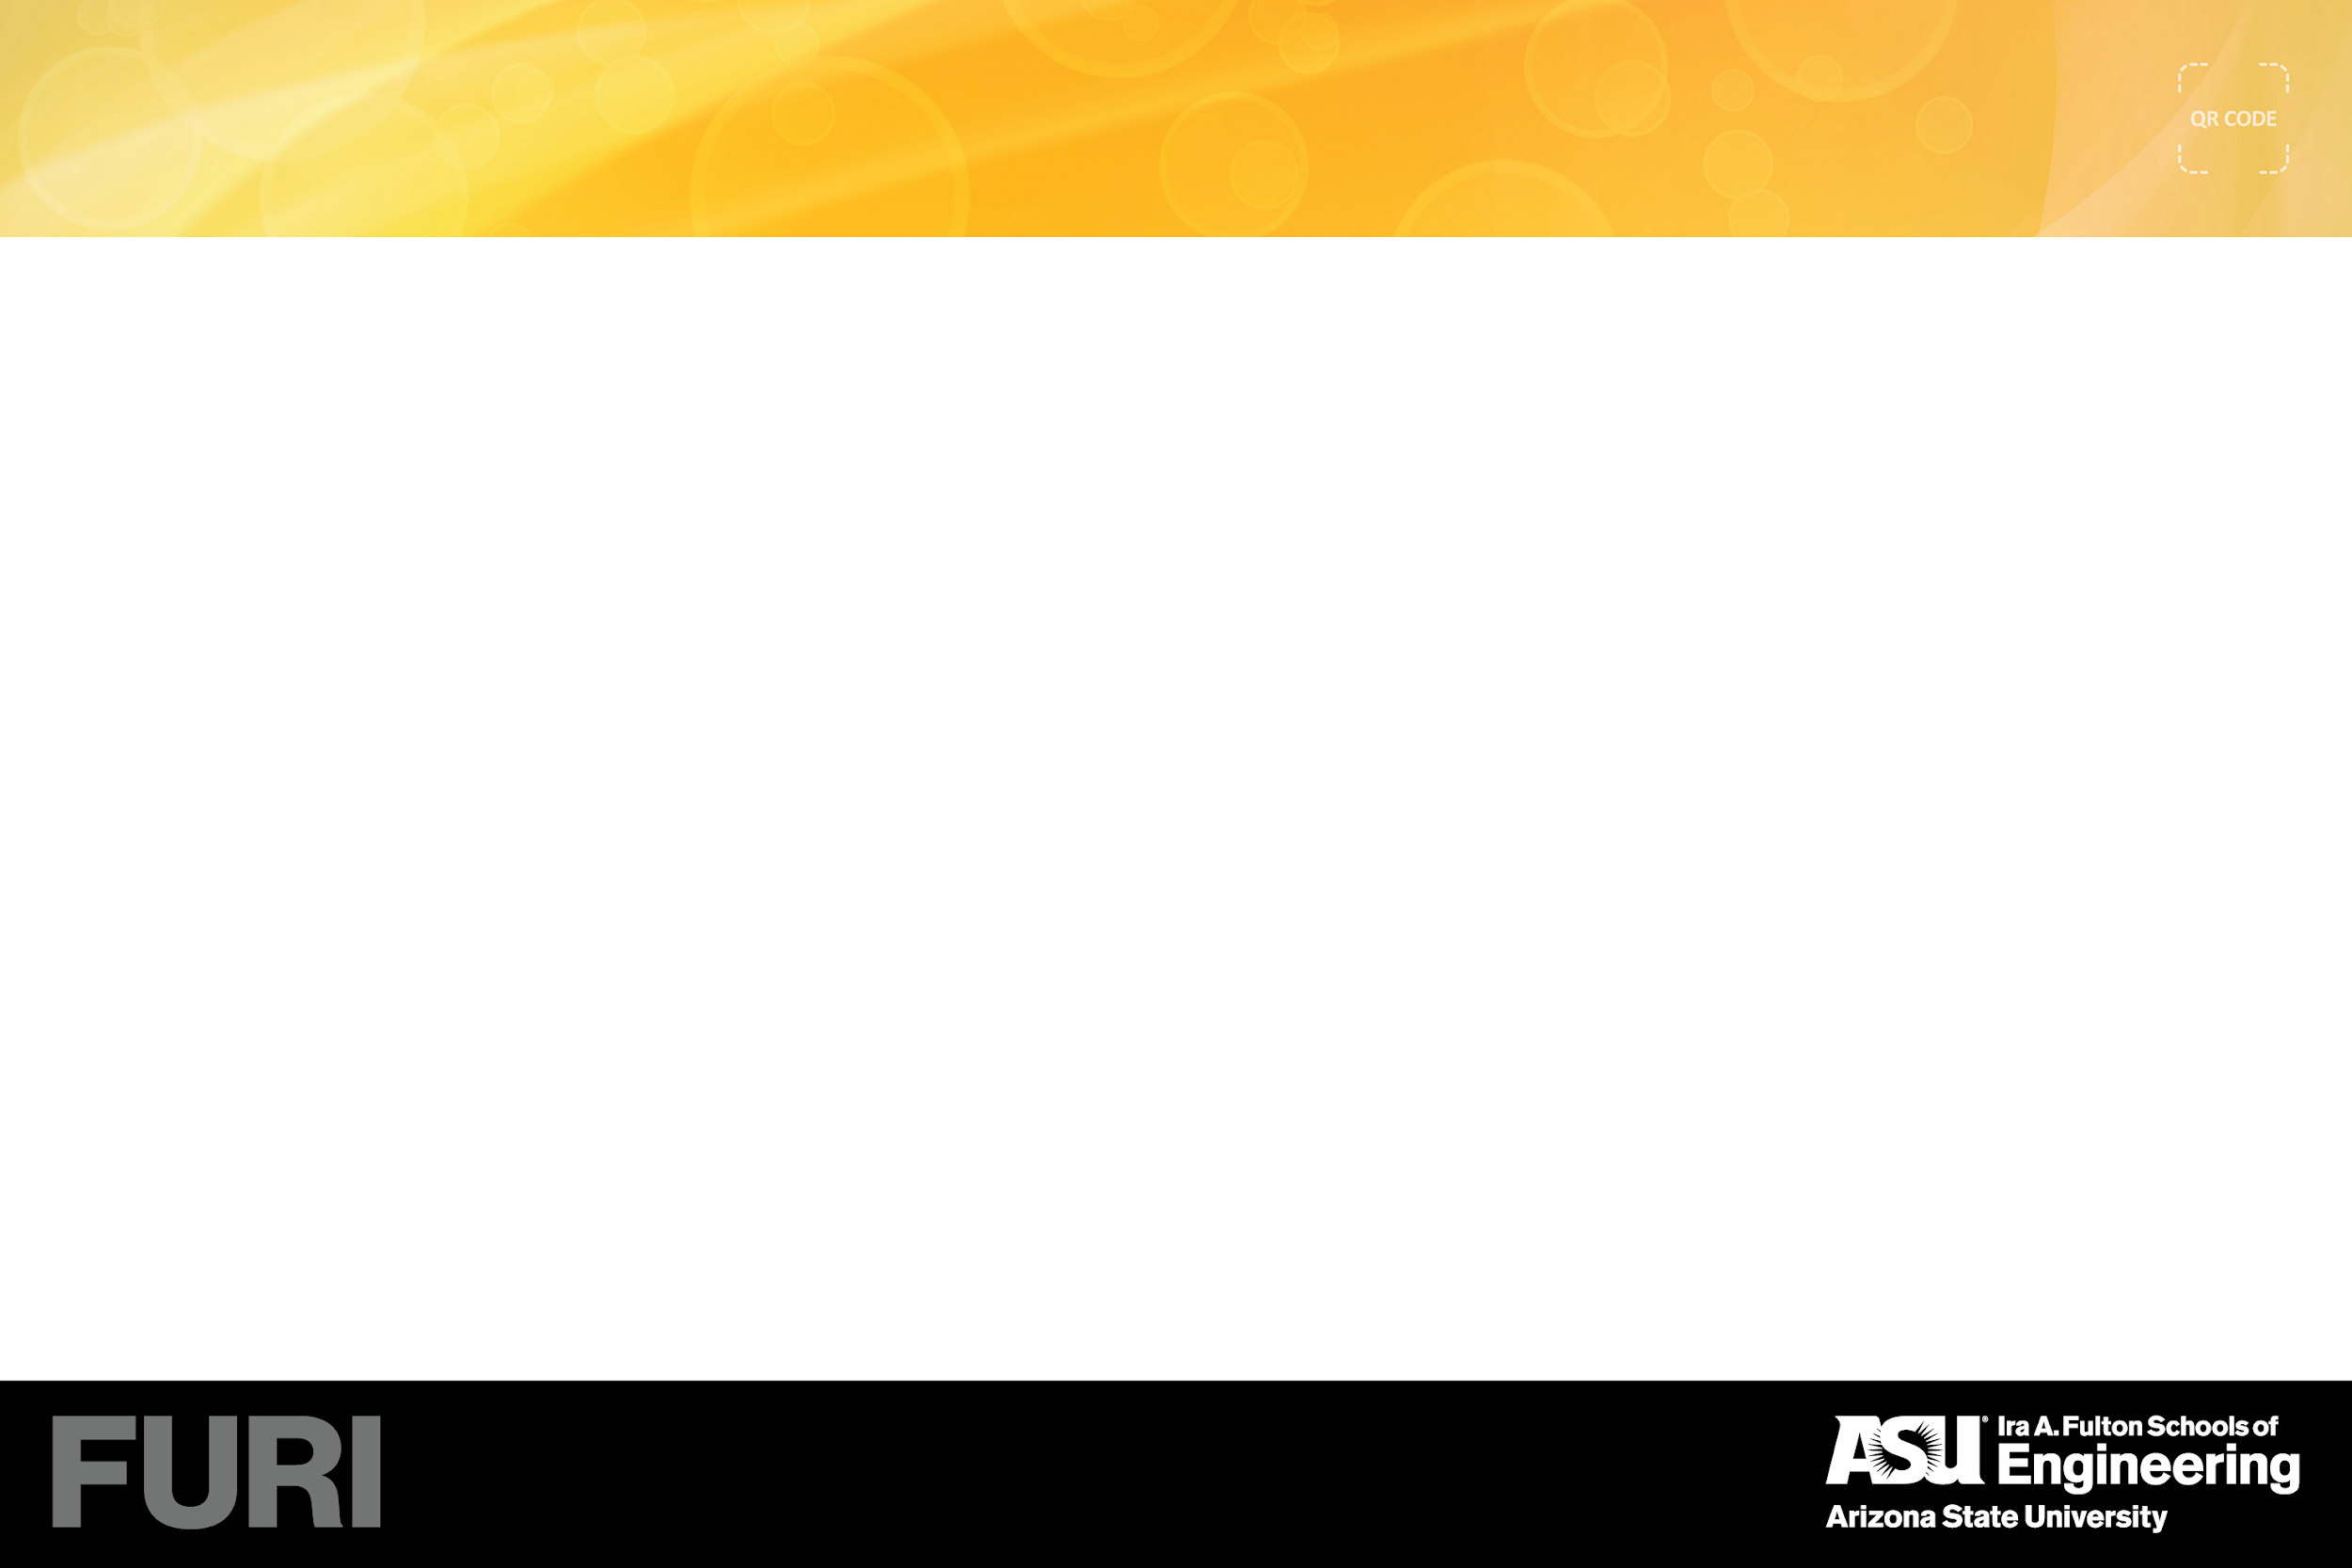 QR CODE
FURI
ASU® Ira A. Fulton Schools of
Engineering
Arizona State University